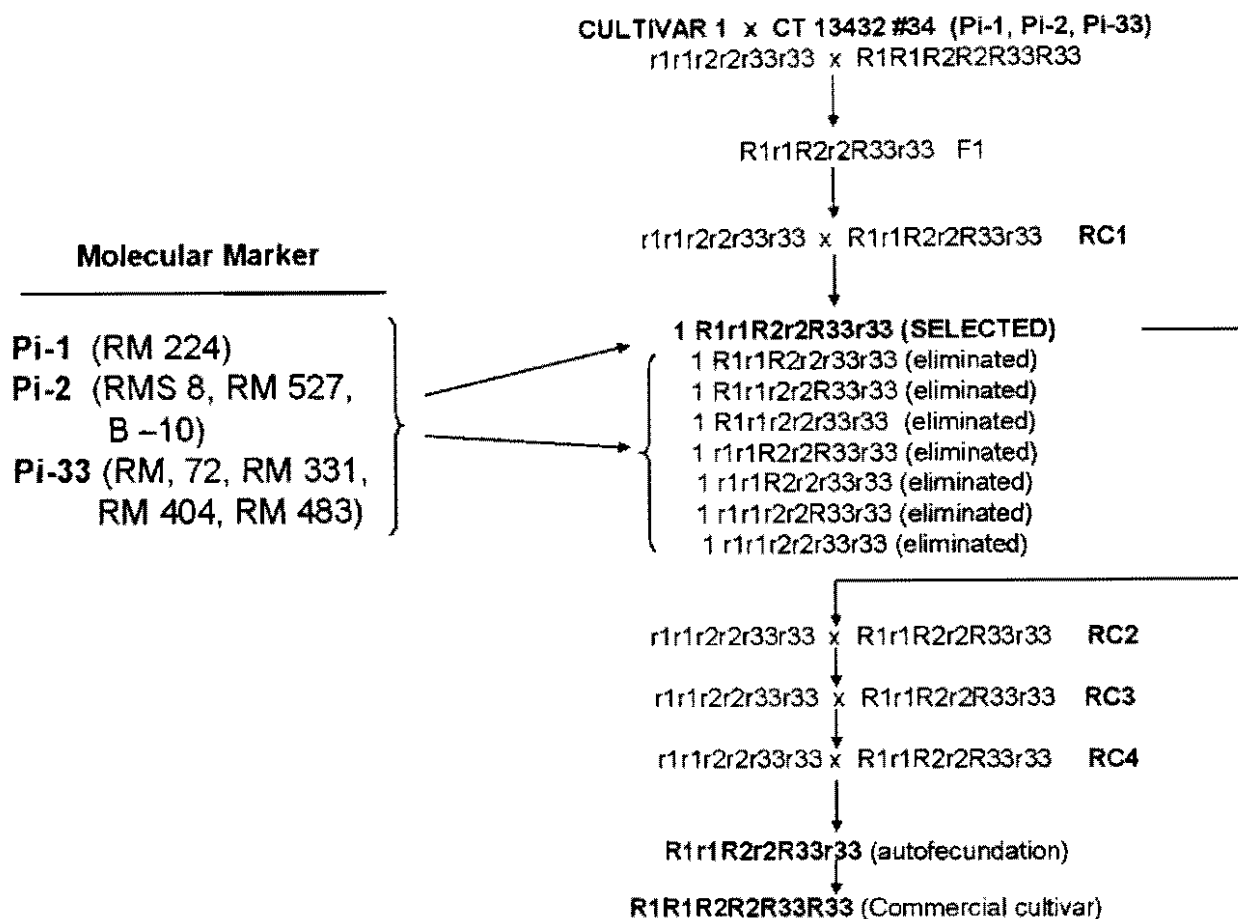 CULTIVAR 1 x CT 13432 #34 (Pi-1, Pi-2, Pi-33)
r1r1r2r2r33r33 x R1R1R2R2R33R33
R1r1R2r2R33r33 F1
r1r1r2r2r33r33 x R1r1R2r2R33r33 RC1
Molecular Marker
Pi-1 (RM 224)
Pi-2 (RMS 8, RM 527,
B –10)
Pi-33 (RM, 72, RM 331,
RM 404, RM 483)
1 R1r1R2r2R33r33 (SELECTED)
1 R1r1R2r2r33r33 (eliminated)
1 R1r1r2r2R33r33 (eliminated)
1 R1r1r2r2r33r33 (eliminated)
1 r1r1R2r2R33r33 (eliminated)
1 r1r1R2r2r33r33 (eliminated)
1 r1r1r2r2R33r33 (eliminated)
1 r1r1r2r2r33r33 (eliminated)
r1r1r2r2r33r33 x R1r1R2r2R33r33 RC2
r1r1r2r2r33r33 x R1r1R2r2R33r33 RC3
r1r1r2r2r33r33 x R1r1R2r2R33r33 RC4
R1r1R2r2R33r33 (autofecundation)
R1R1R2R2R33R33 (Commercial cultivar)